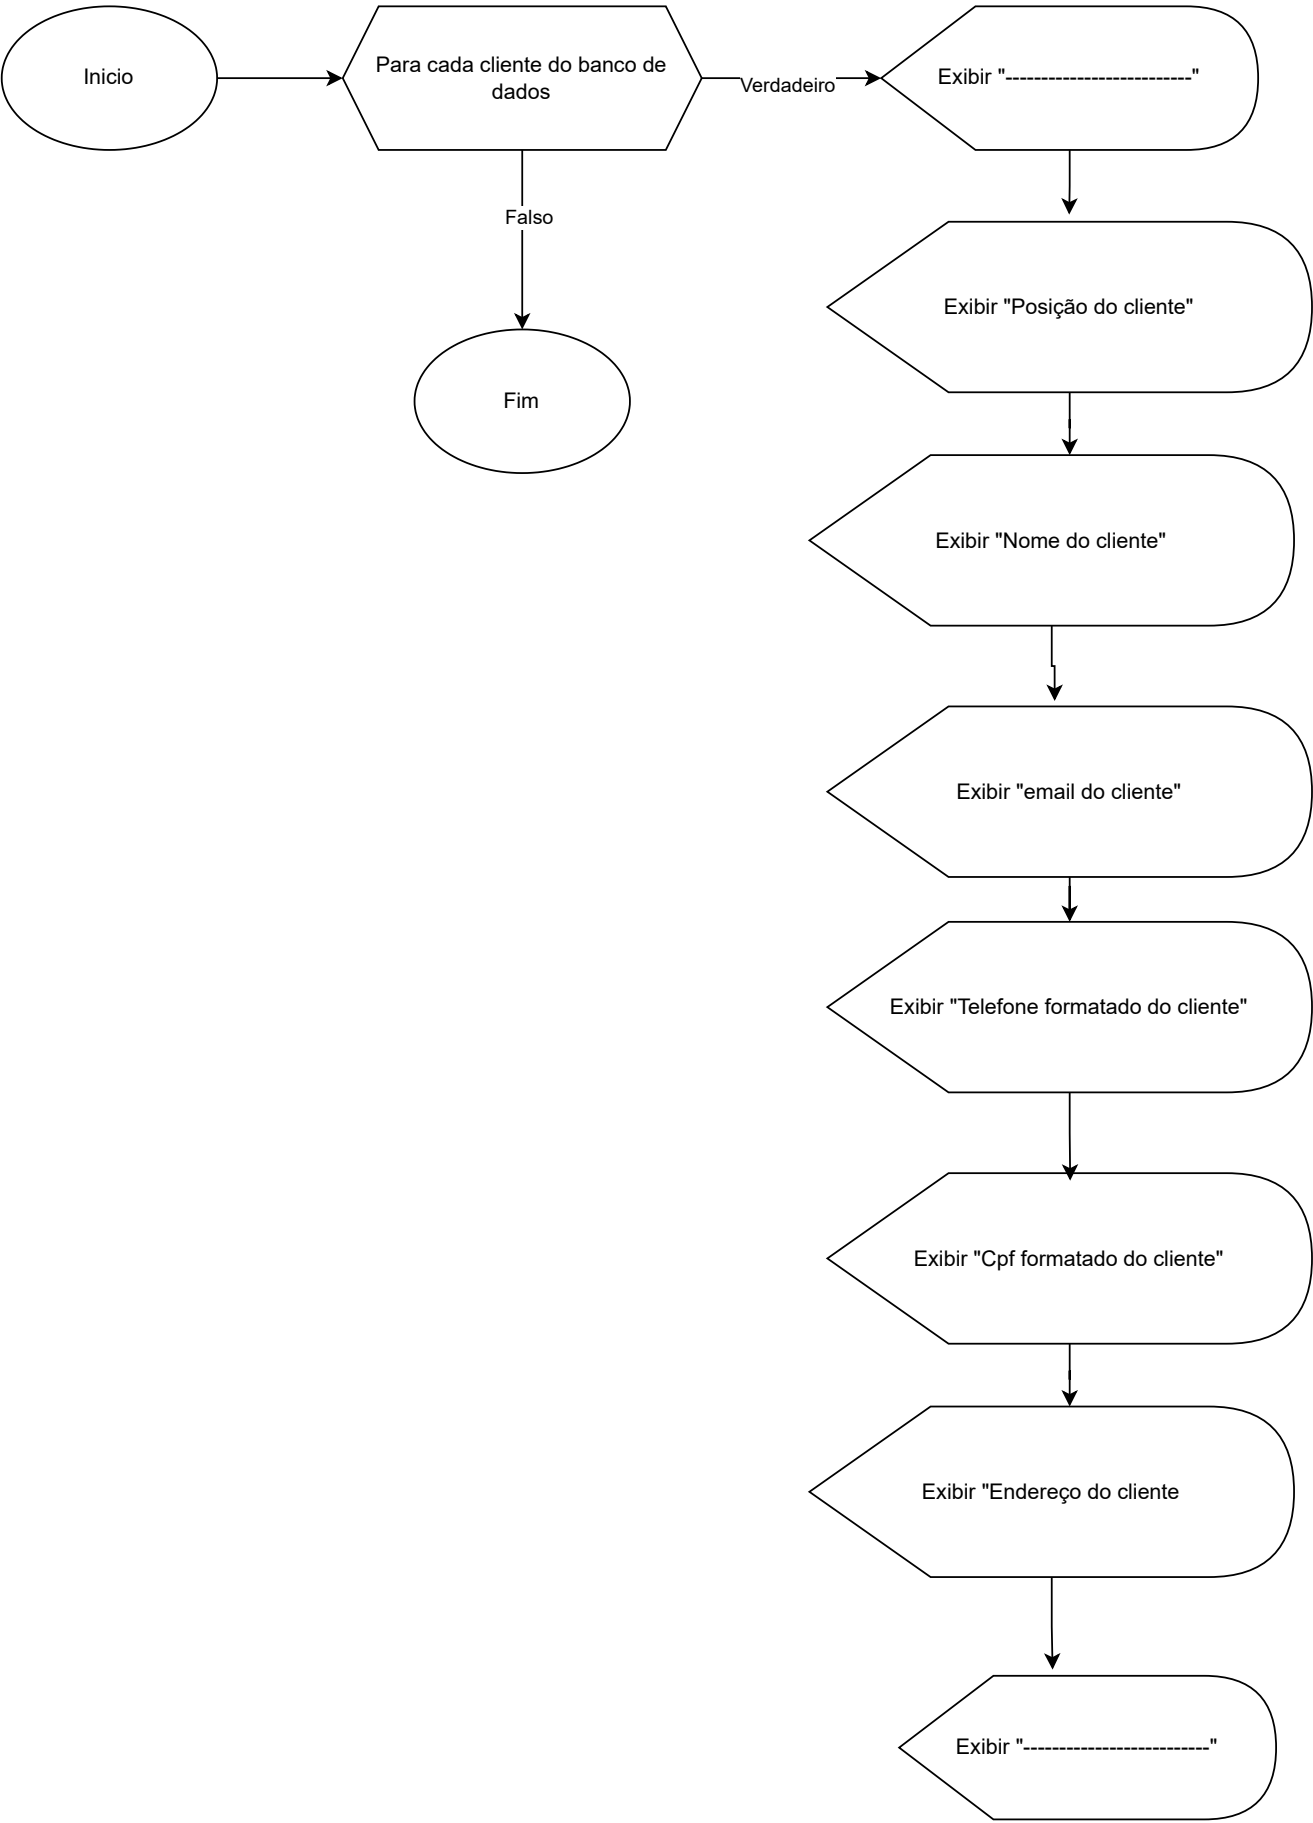 Inicio
Para cada cliente do banco de
dados
Verdadeiro
Exibir "--------------------------"
Falso
Fim
Exibir "Posição do cliente"
Exibir "Nome do cliente"
Exibir "email do cliente"
Exibir "Telefone formatado do cliente"
Exibir "Cpf formatado do cliente"
Exibir "Endereço do cliente
Exibir "--------------------------"